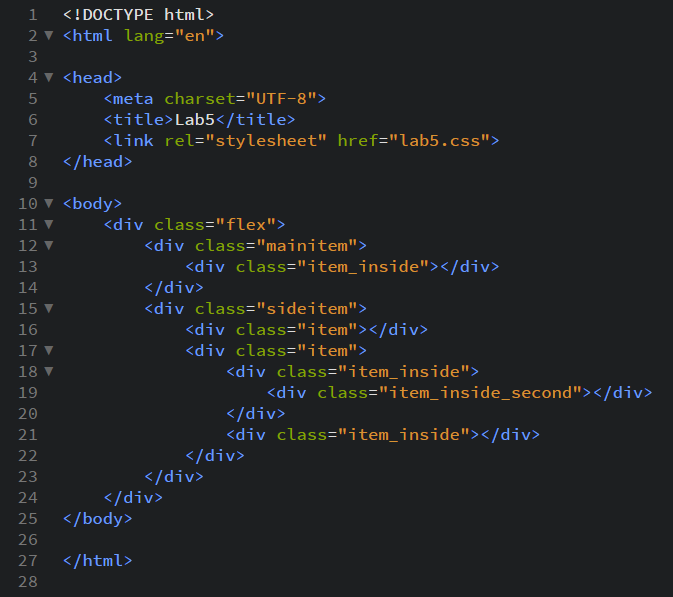 1 <!DOCTYPE html>
2 <html lang="en">
3
4 <head>
5     <meta charset="UTF-8">
6     <title>Lab5</title>
7     <link rel="stylesheet" href="lab5.css">
8 </head>
9
10 <body>
11     <div class="flex">
12         <div class="mainitem">
13             <div class="item_inside"></div>
14         </div>
15         <div class="sideitem">
16             <div class="item"></div>
17             <div class="item">
18                 <div class="item_inside">
19                     <div class="item_inside_second"></div>
20                 </div>
21                 <div class="item_inside"></div>
22             </div>
23         </div>
24     </div>
25 </body>
26
27 </html>
28